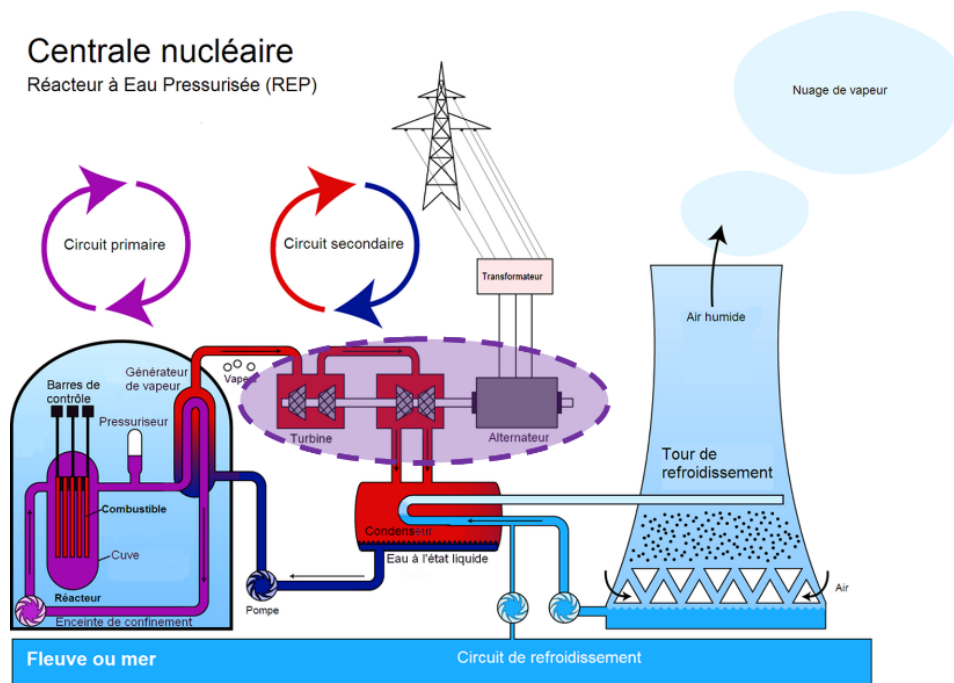 Centrale nucléaire
Réacteur à Eau Pressurisée (REP)
Nuage de vapeur
Circuit primaire
Circuit secondaire
Transformateur
Air humide
Générateur
de vapeur
Vapeur
Barres de
contrôle
Pressuriseur
Turbine
Alternateur
Tour de
refroidissement
Combustible
Condenseur
Cuve
Eau à l'état liquide
Réacteur
Pompe
Air
Enceinte de confinement
Fleuve ou mer
Circuit de refroidissement